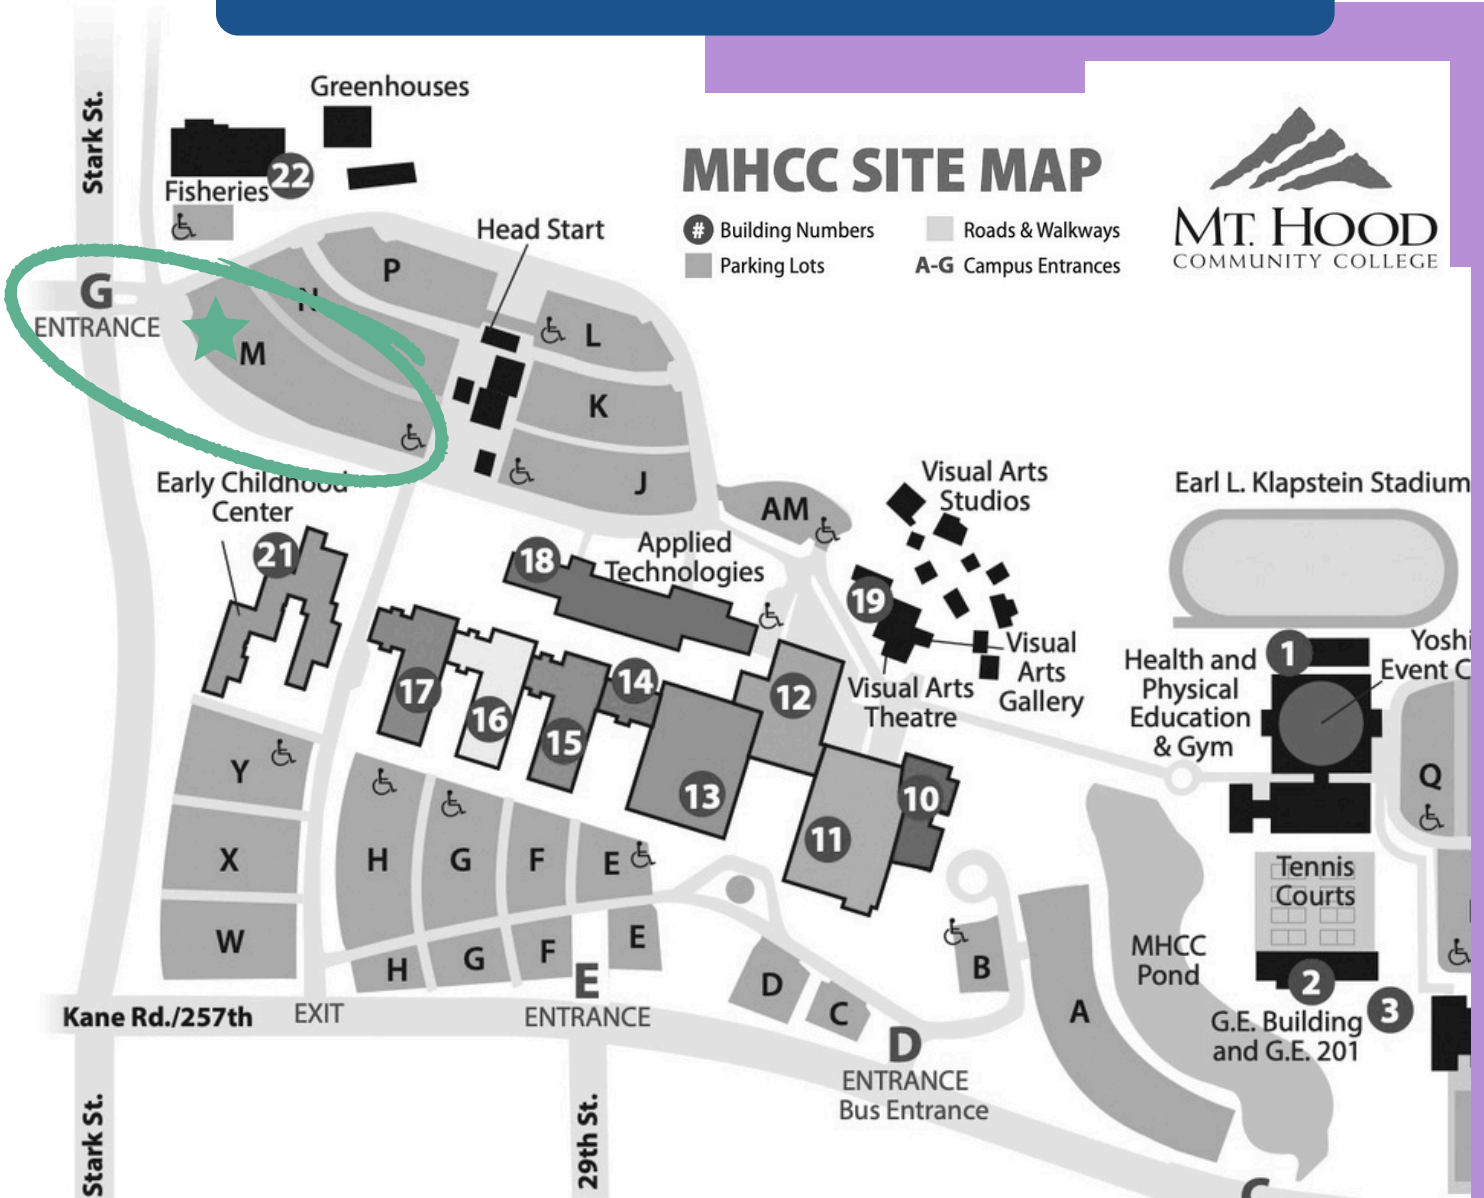 Stark St.
Greenhouses
22
Fisheries
MHCC SITE MAP
# Building Numbers
Roads & Walkways
Parking Lots
A-G Campus Entrances
MT. HOOD
COMMUNITY COLLEGE
Head Start
G
ENTRANCE
P
N
M
L
K
J
AM
Early Childhood
Center
21
18
Applied
Technologies
Visual Arts
Studios
19
Visual
Arts
Gallery
Visual Arts
Theatre
Earl L. Klapstein Stadium
1
Health and
Physical
Education
& Gym
Yoshi
Event C
17
16
15
14
13
12
11
10
Q
Y
X
W
H
G
F
E
H
G
F
E
D
C
B
A
Tennis
Courts
MHCC
Pond
2
3
G.E. Building
and G.E. 201
Kane Rd./257th
EXIT
E
ENTRANCE
D
ENTRANCE
Bus Entrance
Stark St.
29th St.